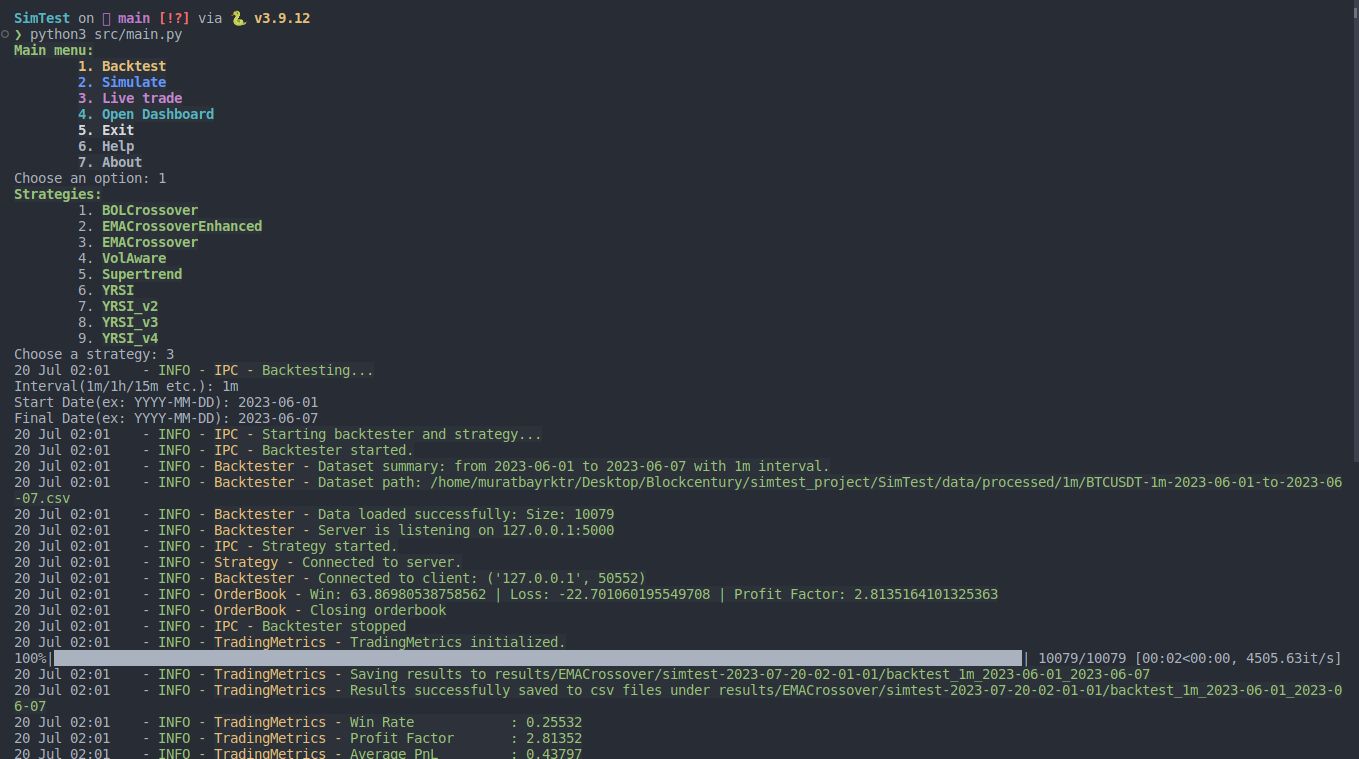 SimTest on main [!?] via 🐍 v3.9.12
❯ python3 src/main.py
Main menu:
1. Backtest
2. Simulate
3. Live trade
4. Open Dashboard
5. Exit
6. Help
7. About
Choose an option: 1
Strategies:
1. BOLCrossover
2. EMACrossoverEnhanced
3. EMACrossover
4. VolAware
5. Supertrend
6. YRSI
7. YRSI_v2
8. YRSI_v3
9. YRSI_v4
Choose a strategy: 3
20 Jul 02:01    - INFO - IPC - Backtesting...
Interval(1m/1h/15m etc.): 1m
Start Date(ex: YYYY-MM-DD): 2023-06-01
Final Date(ex: YYYY-MM-DD): 2023-06-07
20 Jul 02:01    - INFO - IPC - Starting backtester and strategy...
20 Jul 02:01    - INFO - IPC - Backtester started.
20 Jul 02:01    - INFO - Backtester - Dataset summary: from 2023-06-01 to 2023-06-07 with 1m interval.
20 Jul 02:01    - INFO - Backtester - Dataset path: /home/muratbayrktr/Desktop/Blockcentury/simtest_project/SimTest/data/processed/1m/BTCUSDT-1m-2023-06-01-to-2023-06
-07.csv
20 Jul 02:01    - INFO - Backtester - Data loaded successfully: Size: 10079
20 Jul 02:01    - INFO - Backtester - Server is listening on 127.0.0.1:5000
20 Jul 02:01    - INFO - IPC - Strategy started.
20 Jul 02:01    - INFO - Strategy - Connected to server.
20 Jul 02:01    - INFO - Backtester - Connected to client: ('127.0.0.1', 50552)
20 Jul 02:01    - INFO - OrderBook - Win: 63.86980538758562 | Loss: -22.701060195549708 | Profit Factor: 2.8135164101325363
20 Jul 02:01    - INFO - OrderBook - Closing orderbook
20 Jul 02:01    - INFO - IPC - Backtester stopped
20 Jul 02:01    - INFO - TradingMetrics - TradingMetrics initialized.
100%| | 10079/10079 [00:02<00:00, 4505.63it/s]
20 Jul 02:01    - INFO - TradingMetrics - Saving results to results/EMACrossover/simtest-2023-07-20-02-01-01/backtest_1m_2023-06-01_2023-06-07
20 Jul 02:01    - INFO - TradingMetrics - Results successfully saved to csv files under results/EMACrossover/simtest-2023-07-20-02-01-01/backtest_1m_2023-06-01_2023-0
6-07
20 Jul 02:01    - INFO - TradingMetrics - Win Rate            : 0.25532
20 Jul 02:01    - INFO - TradingMetrics - Profit Factor       : 2.81352
20 Jul 02:01    - INFO - TradingMetrics - Average PnL         : 0.43797